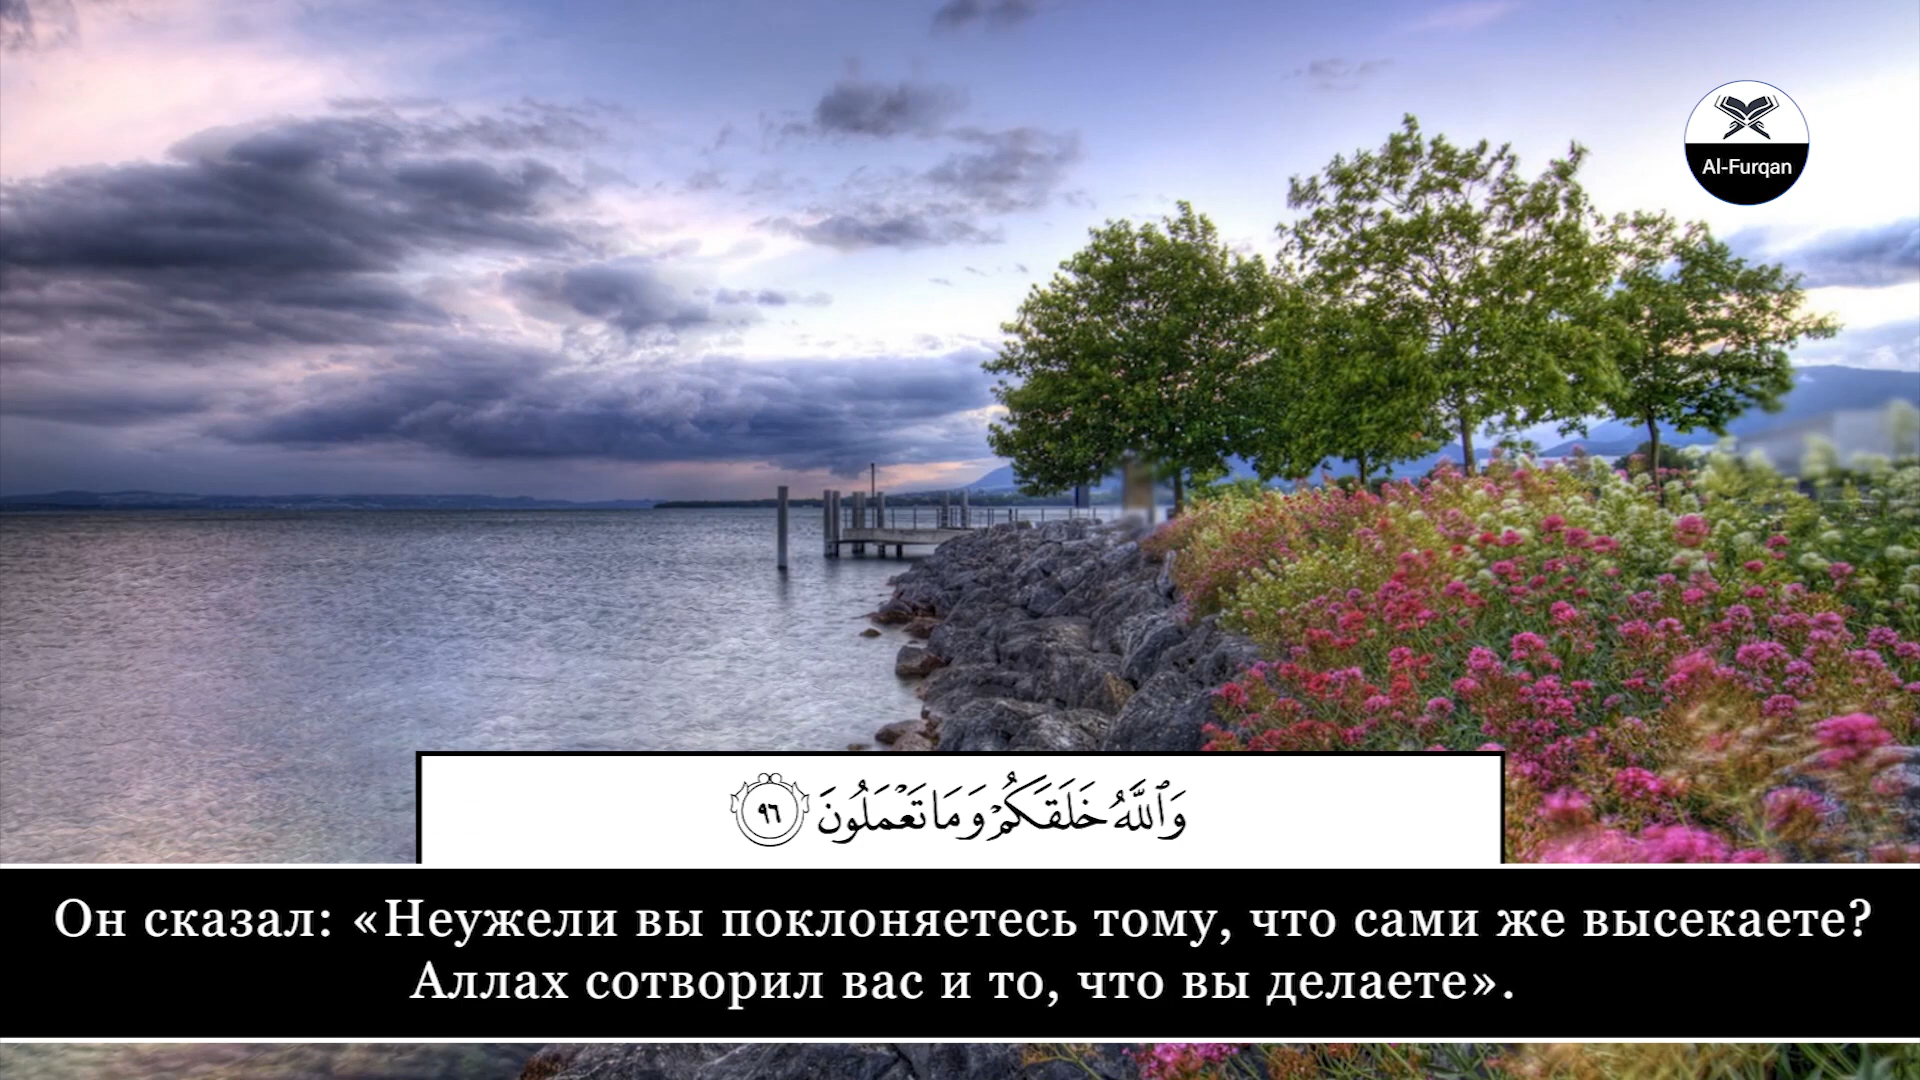 Al-Furqan
وَٱللَّهُ خَلَقَكُمْ وَمَا تَعْمَلُونَ ٩٦
Он сказал: «Неужели вы поклоняетесь тому, что сами же высекаете?
Аллах сотворил вас и то, что вы делаете».